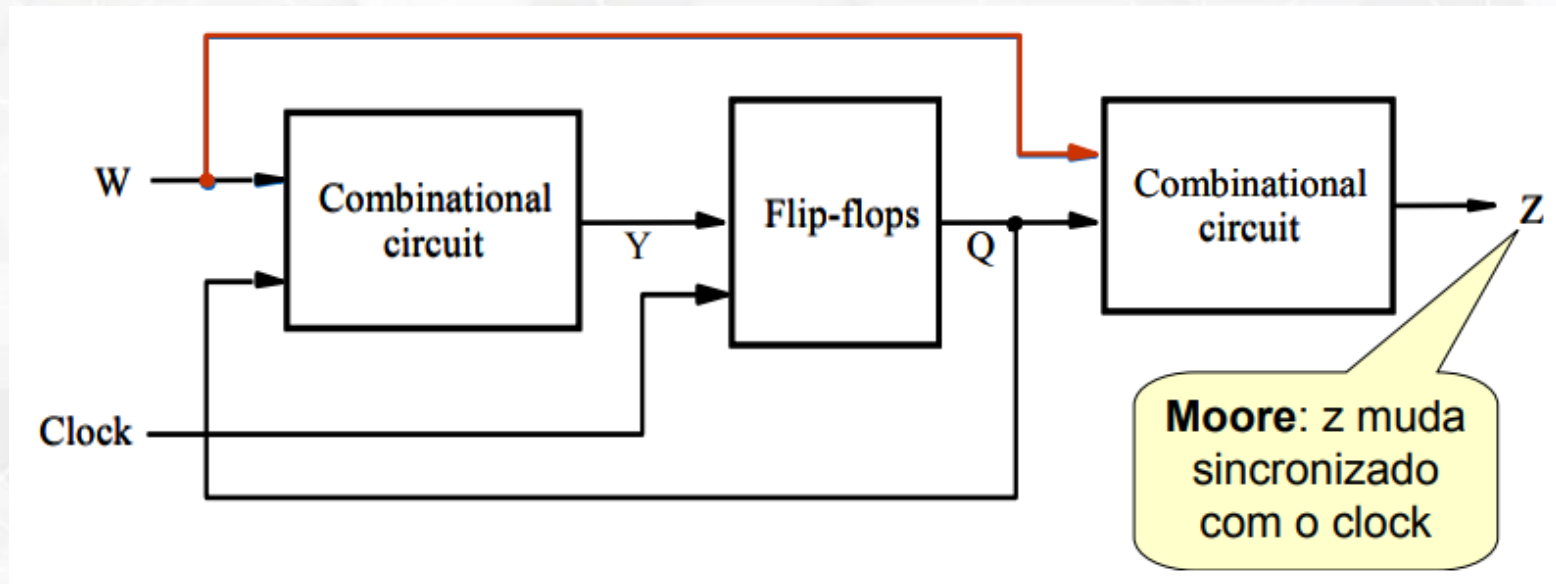 W
Combinational
circuit
Y
Flip-flops
Q
Combinational
circuit
Z
Clock
Moore: z muda
sincronizado
com o clock